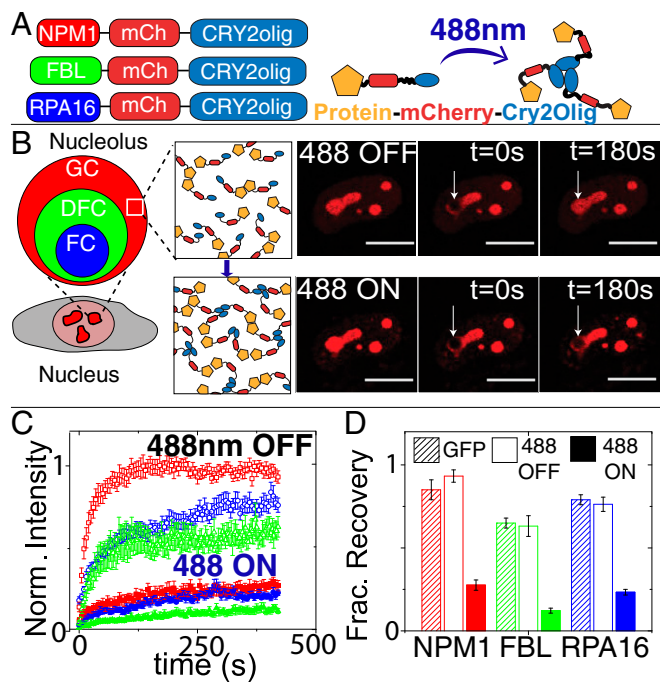 A
NPM1 mCh CRY2olig
FBL mCh CRY2olig
RPA16 mCh CRY2olig
488nm
Protein-mCherry-Cry2Olig
B
Nucleolus
GC
DFC
FC
Nucleus
488 OFF t=0s t=180s
488 ON t=0s t=180s
C
Norm. Intensity
1
0
488nm OFF
488 ON
0 250 500
time (s)
D
Frac. Recovery
1
0
GFP 488 OFF 488 ON
NPM1 FBL RPA16